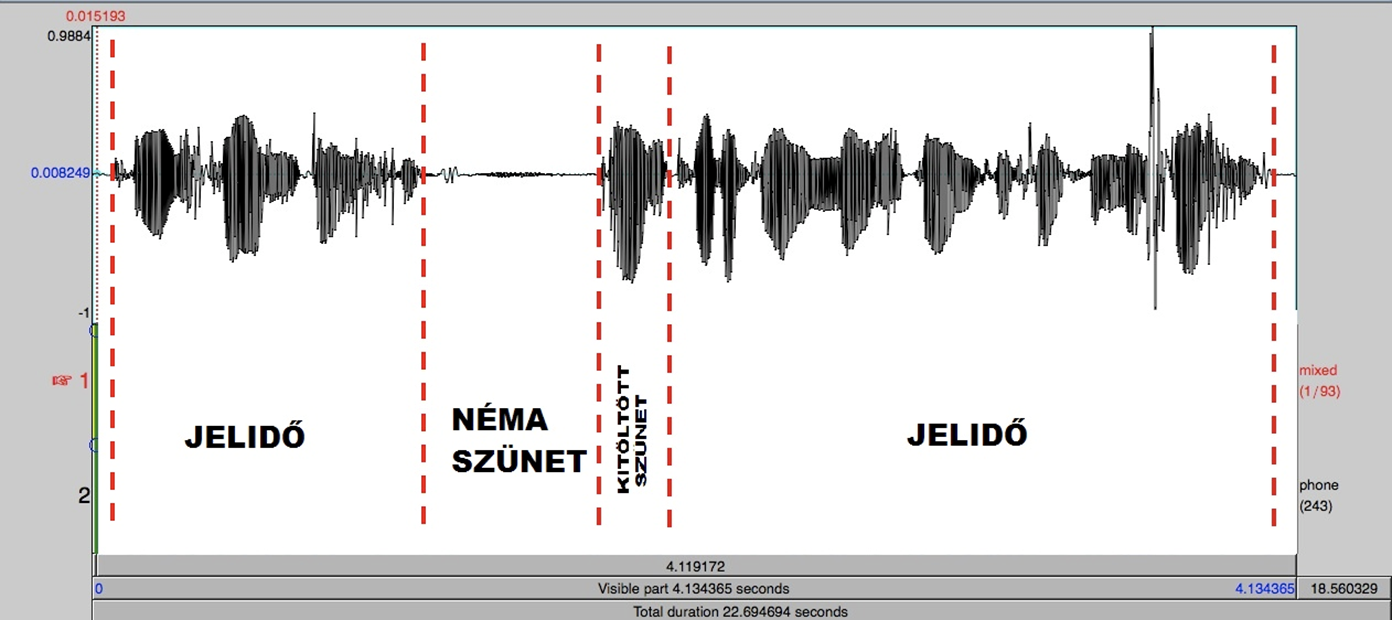 0.015193
0.9884
0.008249
-1
☞ 1
mixed
(1/93)
JELIDŐ
NÉMA
SZÜNET
KITÖLTÖTT
SZÜNET
JELIDŐ
2
phone
(243)
4.119172
0
Visible part 4.134365 seconds
4.134365
18.560329
Total duration 22.694694 seconds